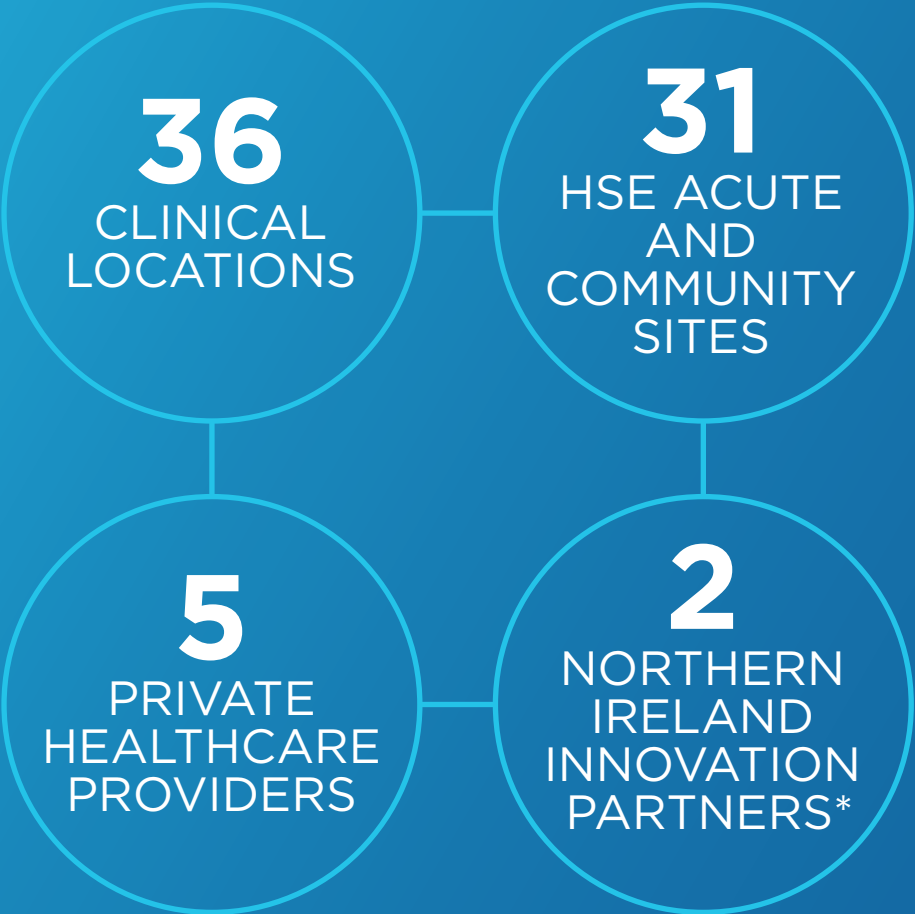 36
CLINICAL
LOCATIONS
31
HSE ACUTE
AND
COMMUNITY
SITES
5
PRIVATE
HEALTHCARE
PROVIDERS
2
NORTHERN
IRELAND
INNOVATION
PARTNERS*